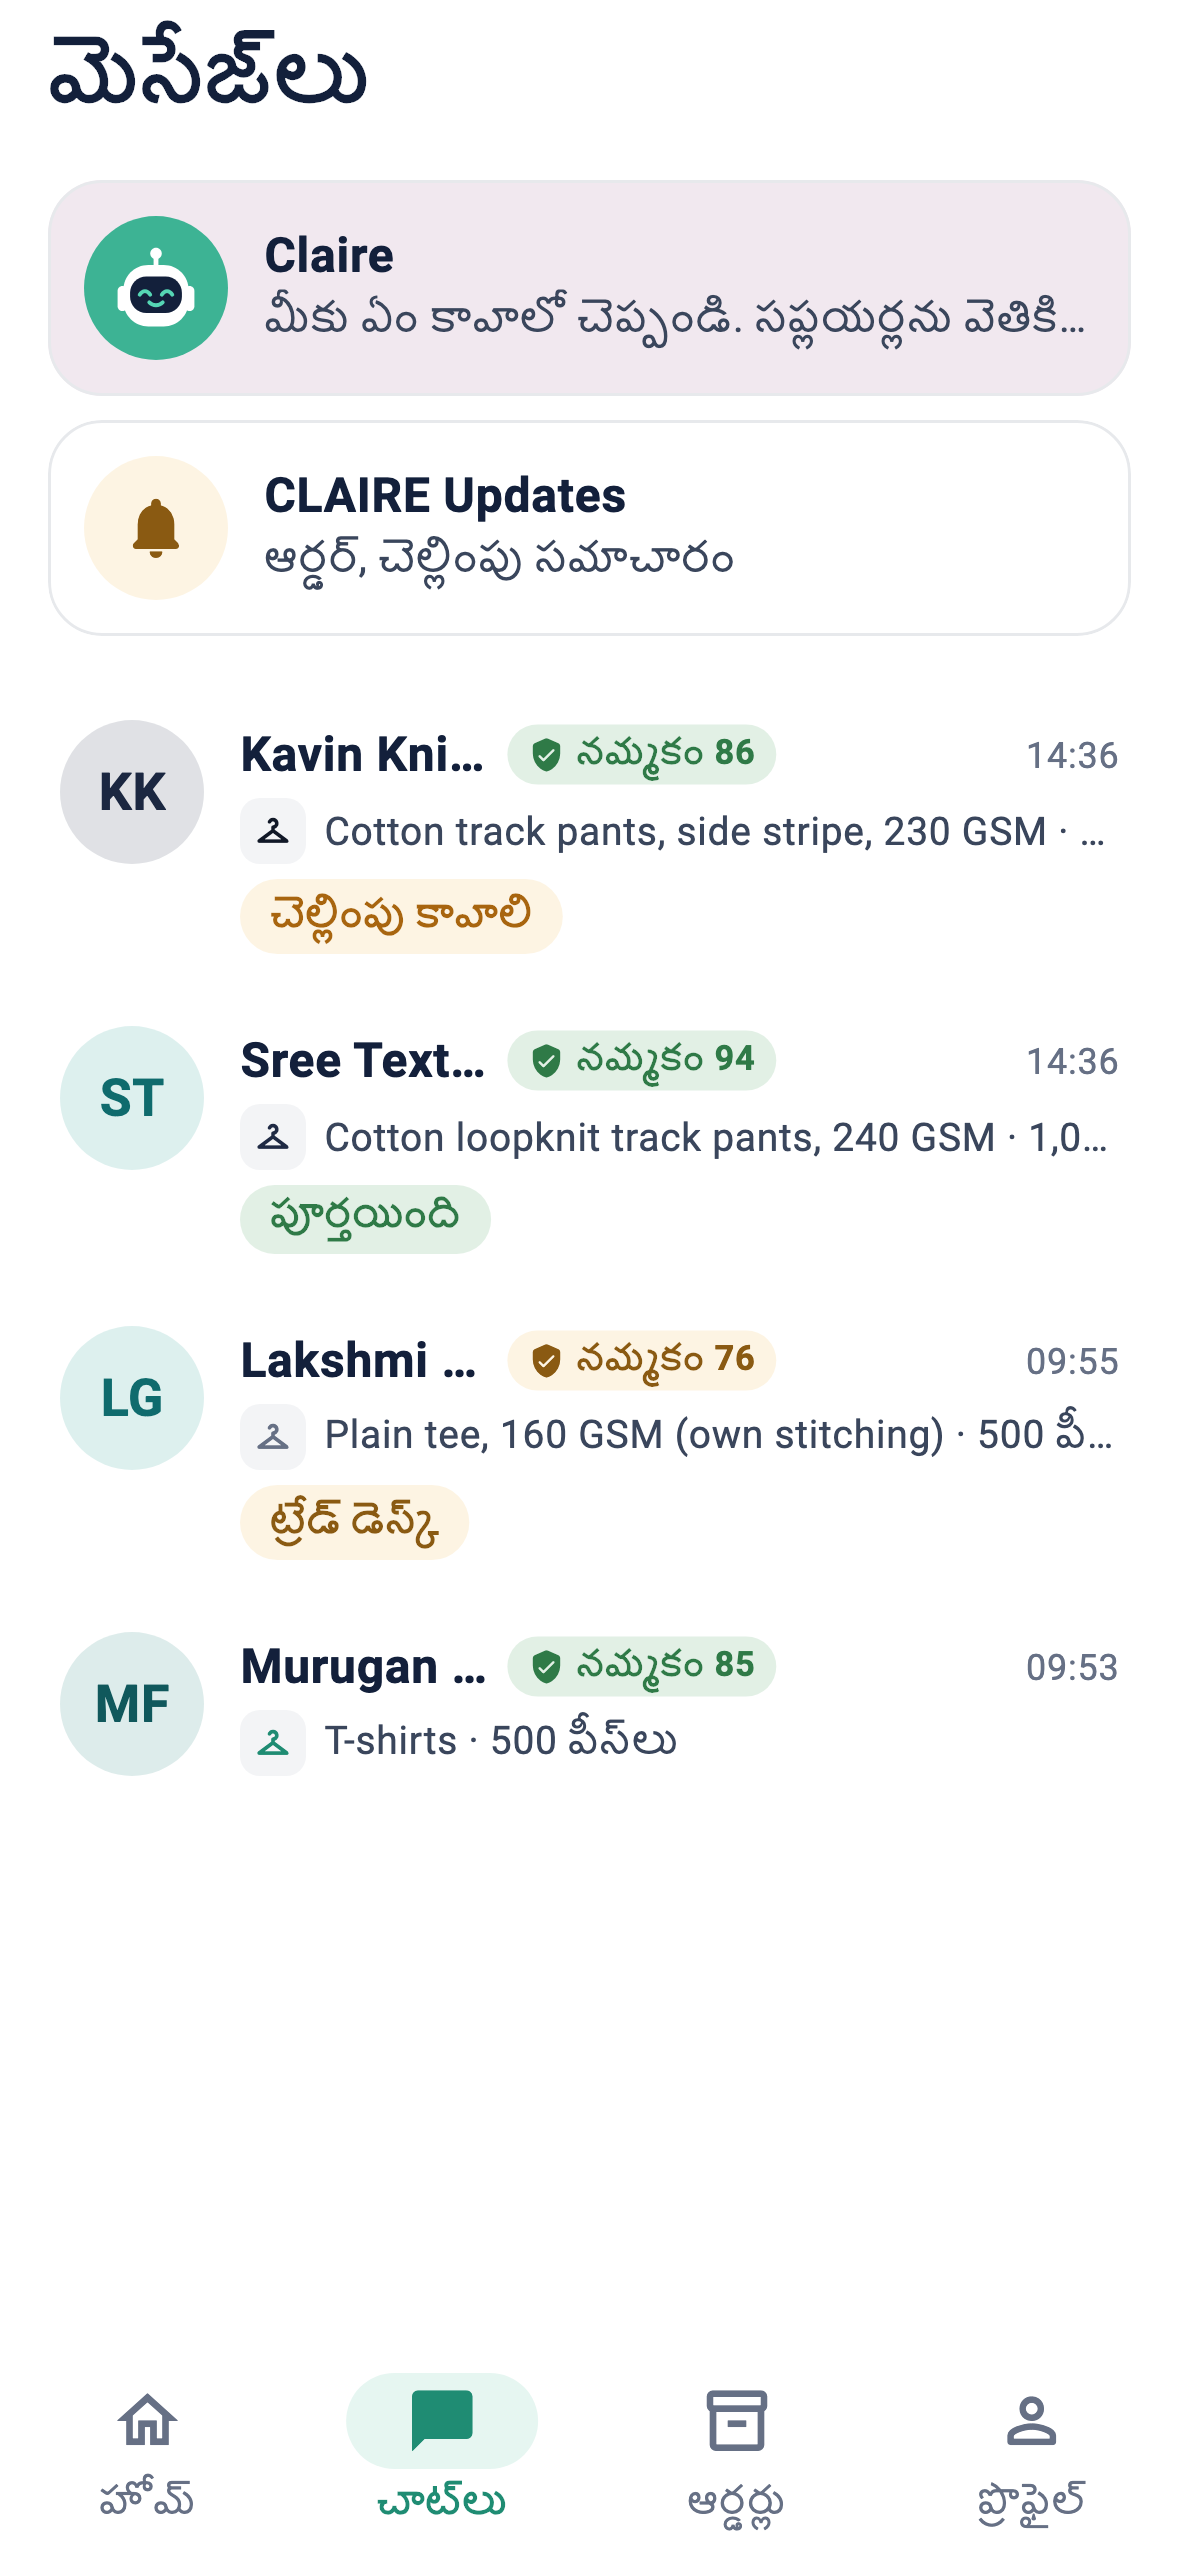 మెసేజ్‌లు
Claire
మీకు ఏం కావాలో చెప్పండి. సప్లయర్లను వెతికి...
CLAIRE Updates
ఆర్డర్, చెల్లింపు సమాచారం
KK
Kavin Kni...
నమ్మకం 86
14:36
Cotton track pants, side stripe, 230 GSM · ...
చెల్లింపు కావాలి
ST
Sree Text...
నమ్మకం 94
14:36
Cotton loopknit track pants, 240 GSM · 1,0...
పూర్తయింది
LG
Lakshmi ...
నమ్మకం 76
09:55
Plain tee, 160 GSM (own stitching) · 500 పీ...
ట్రేడ్ డెస్క్
MF
Murugan ...
నమ్మకం 85
09:53
T-shirts · 500 పీస్‌లు
హోమ్
చాట్‌లు
ఆర్డర్లు
ప్రొఫైల్